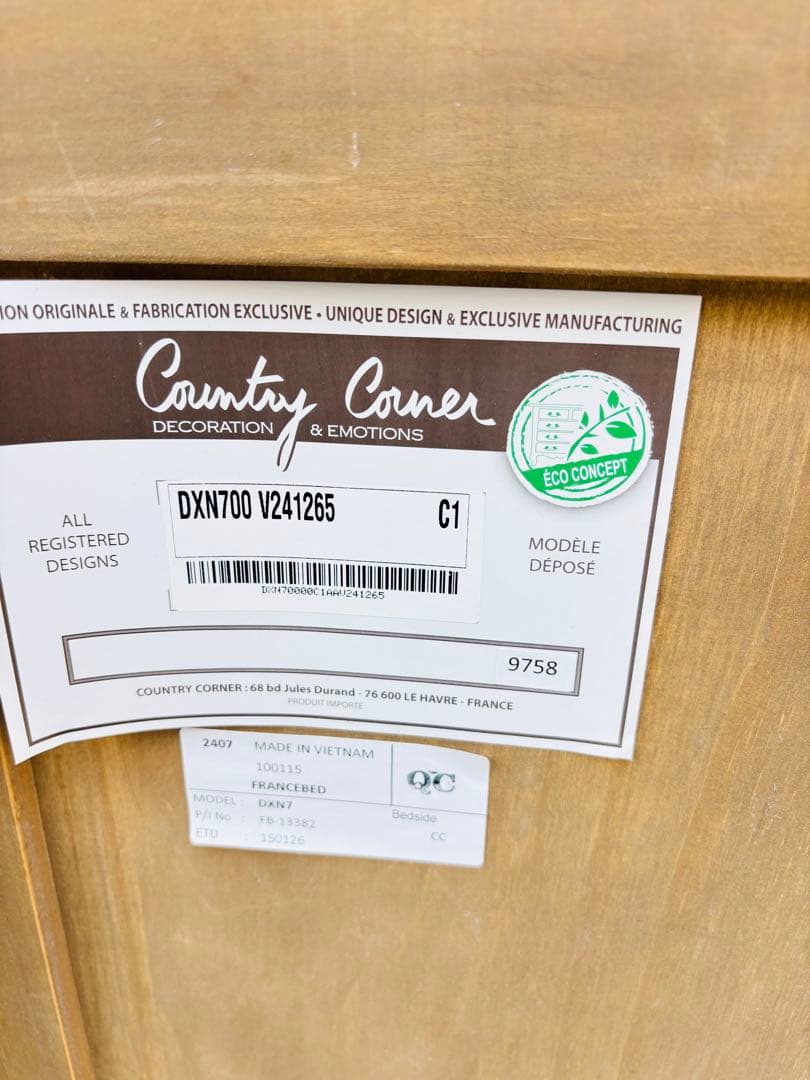 ION ORIGINALE & FABRICATION EXCLUSIVE • UNIQUE DESIGN & EXCLUSIVE MANUFACTURING
Country Corner
DECORATION & EMOTIONS
ÉCO CONCEPT
DXN700 V241265 C1
DXN70000C1AAV241265
ALL
REGISTERED
DESIGNS
MODÈLE
DÉPOSÉ
9758
COUNTRY CORNER : 68 bd Jules Durand - 76 600 LE HAVRE - FRANCE
PRODUIT IMPORTÉ
2407 MADE IN VIETNAM
100115
FRANCEBED
QC
MODEL : DXN7
P/I No : FB-13382
Bedside
ETD : 150126
CC